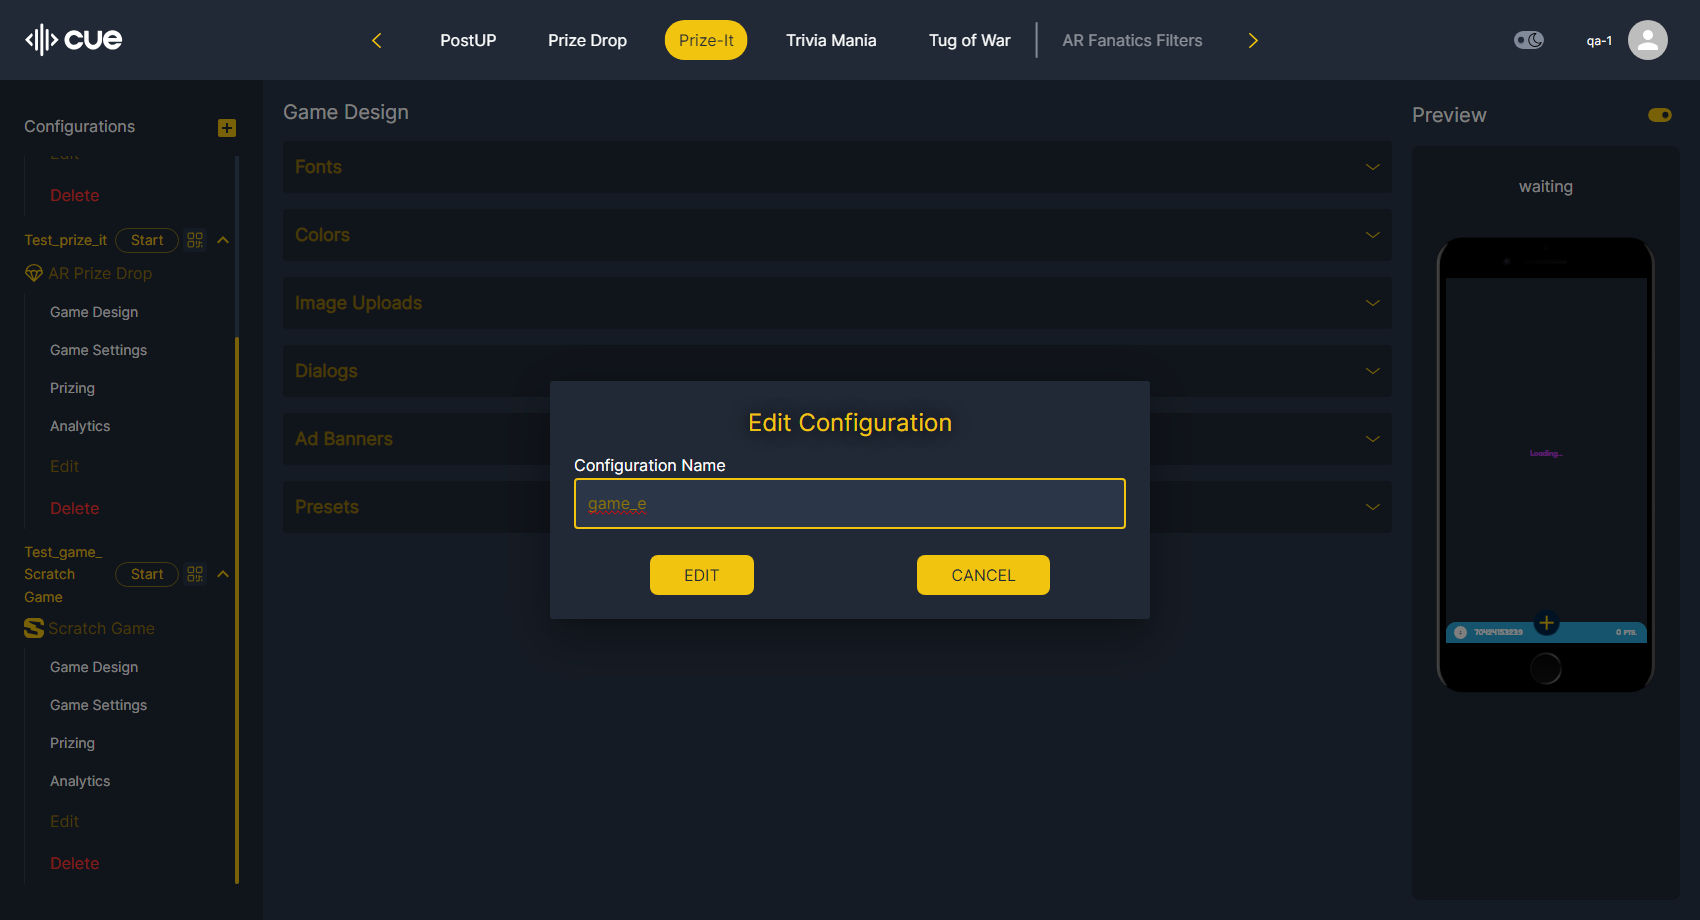 cue
PostUP
Prize Drop
Prize-It
Trivia Mania
Tug of War
AR Fanatics Filters
qa-1
Configurations
Edit
Delete
Test_prize_it
Start
AR Prize Drop
Game Design
Game Settings
Prizing
Analytics
Edit
Delete
Test_game_
Scratch
Game
Start
Scratch Game
Game Design
Game Settings
Prizing
Analytics
Edit
Delete
Game Design
Fonts
Colors
Image Uploads
Dialogs
Ad Banners
Presets
Edit Configuration
Configuration Name
game_e
EDIT
CANCEL
Preview
waiting
Loading...
70424153239
0 PTS.